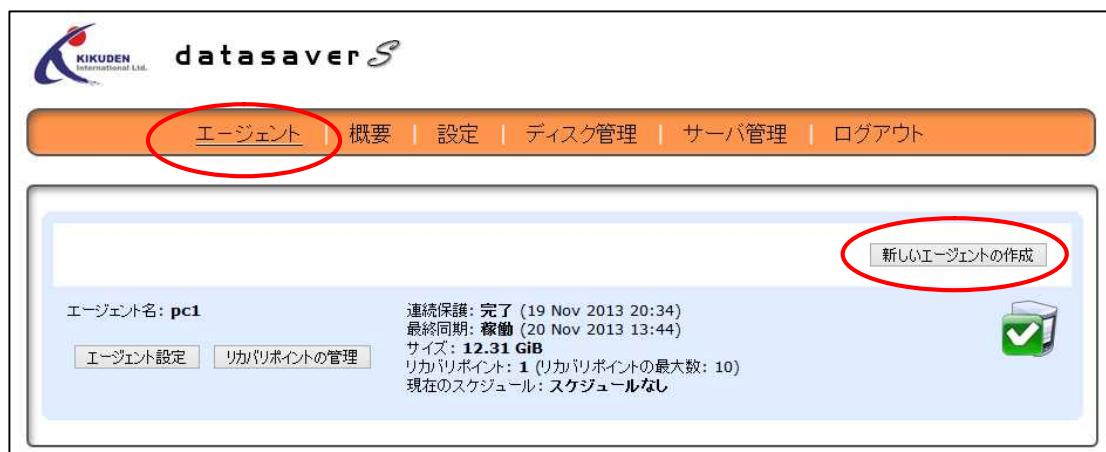 KIKUDEN
International Ltd.
datasaver S
エージェント | 概要 | 設定 | ディスク管理 | サーバ管理 | ログアウト
新しいエージェントの作成
エージェント名: pc1
エージェント設定 リカバリポイントの管理
連続保護: 完了 (19 Nov 2013 20:34)
最終同期: 稼働 (20 Nov 2013 13:44)
サイズ: 12.31 GiB
リカバリポイント: 1 (リカバリポイントの最大数: 10)
現在のスケジュール: スケジュールなし